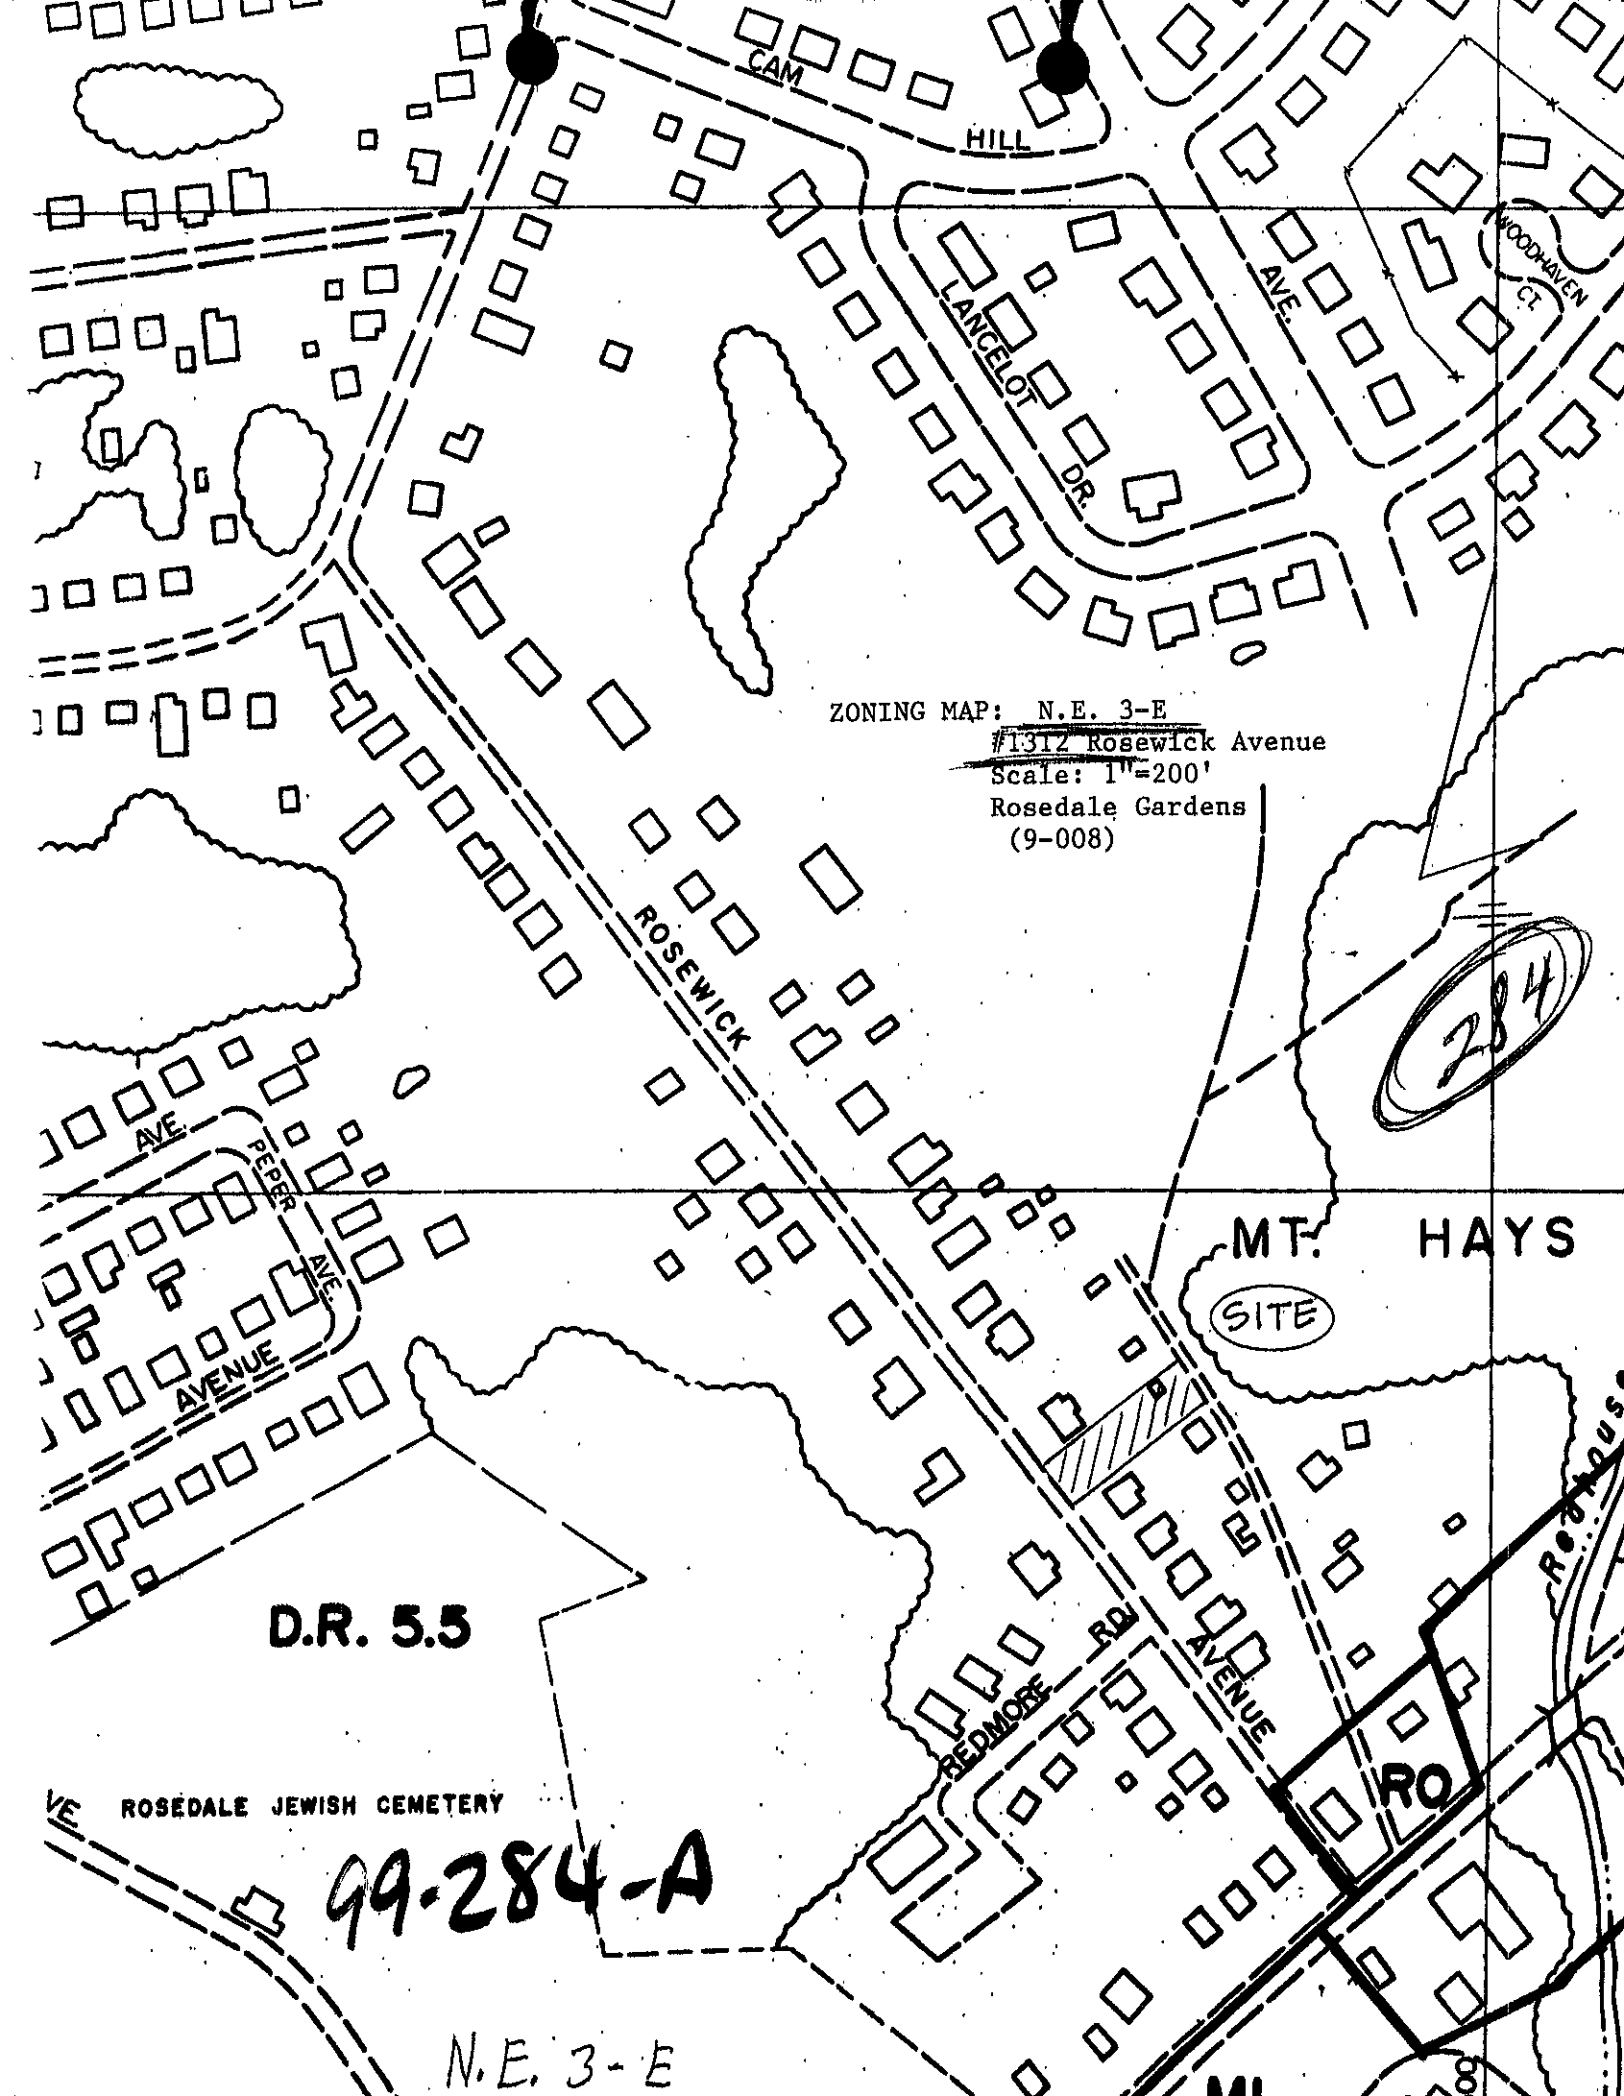 CAM
HILL
WOODHAVEN
CT.
AVE.
LANCELOT
DR.
ZONING MAP: N.E. 3-E
#1312 Rosewick Avenue
Scale: 1"=200'
Rosedale Gardens
(9-008)
ROSEWICK
284
AVE.
PEPER
AVE.
MT. HAYS
SITE
AVENUE
Redhouse
D.R. 5.5
RD
AVENUE
REDMORE
RO
VE
ROSEDALE JEWISH CEMETERY
99-284-A
N.E. 3-E